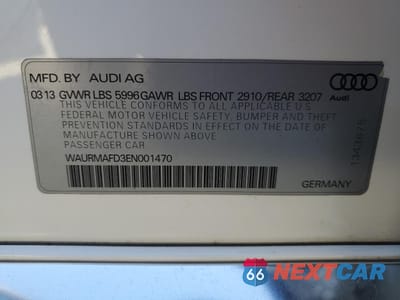 MFD. BY AUDI AG
03 13 GVWR LBS 5996 GAWR LBS FRONT 2910/REAR 3207
Audi
THIS VEHICLE CONFORMS TO ALL APPLICABLE U.S.
FEDERAL MOTOR VEHICLE SAFETY, BUMPER AND THEFT
PREVENTION STANDARDS IN EFFECT ON THE DATE
OF MANUFACTURE SHOWN ABOVE.
PASSENGER CAR
WAURMAFD3EN001470
GERMANY
66 NEXTCAR